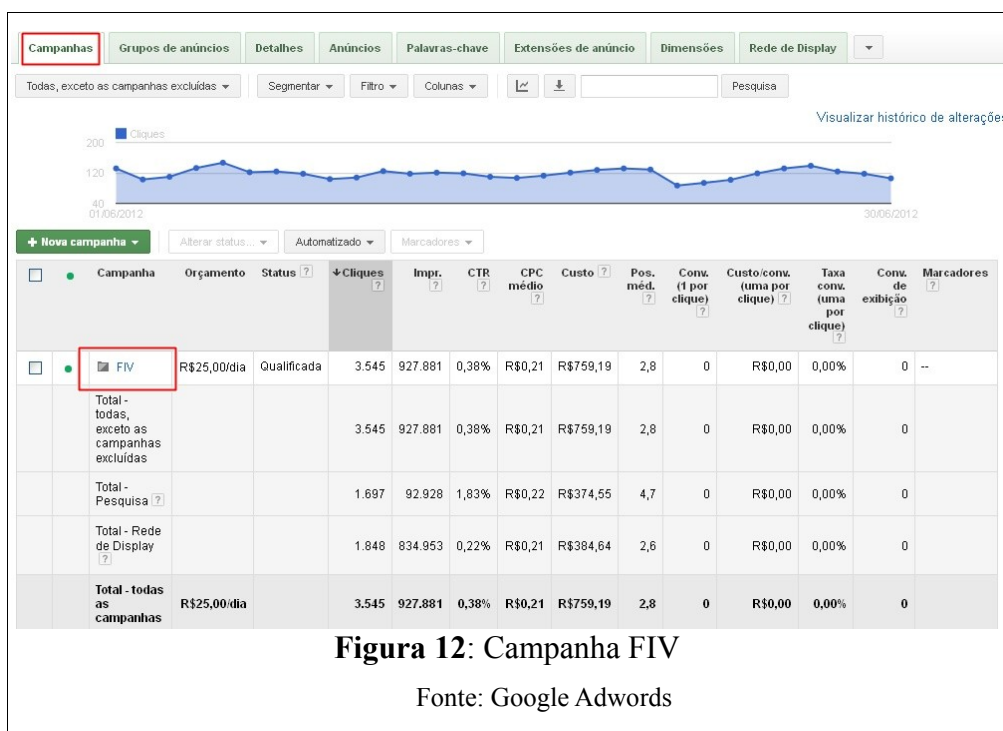 Campanhas Grupos de anúncios Detalhes Anúncios Palavras-chave Extensões de anúncio Dimensões Rede de Display
Todas, exceto as campanhas excluídas Segmentar Filtro Colunas Pesquisa
Visualizar histórico de alterações
Cliques
200
120
40
01/06/2012 30/06/2012
+ Nova campanha Alterar status... Automatizado Marcadores
Campanha Orçamento Status ? Cliques ? Impr. ? CTR ? CPC médio ? Custo ? Pos. méd. ? Conv. (1 por clique) ? Custo/conv. (uma por clique) ? Taxa conv. (uma por clique) ? Conv. de exibição ? Marcadores ?
FIV R$25,00/dia Qualificada 3.545 927.881 0,38% R$0,21 R$759,19 2,8 0 R$0,00 0,00% 0 --
Total - todas, exceto as campanhas excluídas 3.545 927.881 0,38% R$0,21 R$759,19 2,8 0 R$0,00 0,00% 0
Total - Pesquisa ? 1.697 92.928 1,83% R$0,22 R$374,55 4,7 0 R$0,00 0,00% 0
Total - Rede de Display ? 1.848 834.953 0,22% R$0,21 R$384,64 2,6 0 R$0,00 0,00% 0
Total - todas as campanhas R$25,00/dia 3.545 927.881 0,38% R$0,21 R$759,19 2,8 0 R$0,00 0,00% 0
Figura 12: Campanha FIV
Fonte: Google Adwords